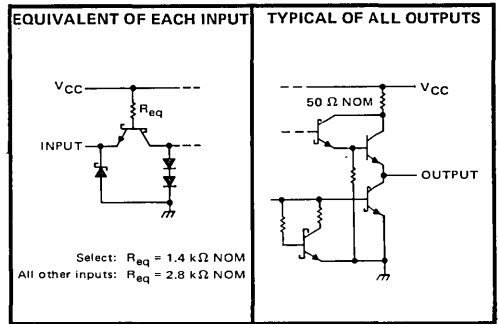 EQUIVALENT OF EACH INPUT
VCC
Req
INPUT
Select: Req = 1.4 kΩ NOM
All other inputs: Req = 2.8 kΩ NOM
TYPICAL OF ALL OUTPUTS
VCC
50 Ω NOM
OUTPUT